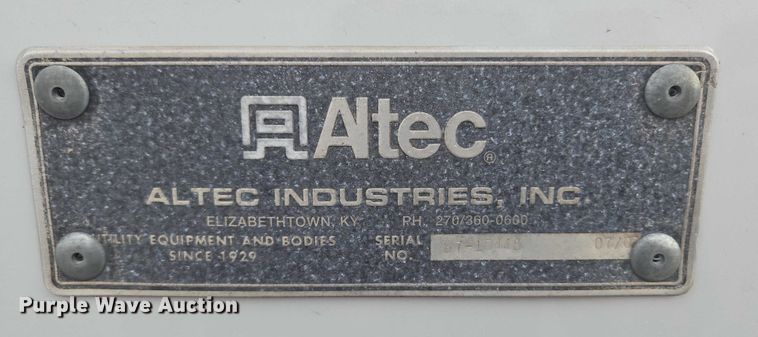 Altec®
ALTEC INDUSTRIES, INC.
ELIZABETHTOWN, KY PH. 270/360-0600
UTILITY EQUIPMENT AND BODIES SERIAL
SINCE 1929 NO.
Purple Wave Auction